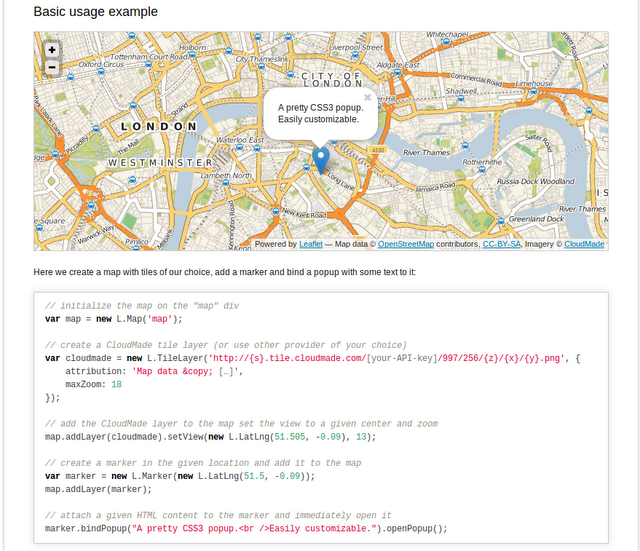 Basic usage example
Whitechapel
Holborn
Liverpool Street
Tottenham Court Road
City Thameslink
Oxford Circus
Aldgate East
CITY OF
LONDON
Commercial Road
Limehouse
Shadwell
A pretty CSS3 popup.
Easily customizable.
Strand
LONDON
The Mall
Piccadilly
Waterloo East
A100
River Thames
Salter Road
WESTMINSTER
Rotherhithe
Lambeth North
Long Lane
Jamaica Road
Russia Dock Woodland
New Kent Road
River Thames
Greenland Dock
Kennington Road
Warwick Way
Pimlico
Millbank
Powered by Leaflet — Map data © OpenStreetMap contributors, CC-BY-SA, Imagery © CloudMade
Here we create a map with tiles of our choice, add a marker and bind a popup with some text to it:
// initialize the map on the "map" div
var map = new L.Map('map');
// create a CloudMade tile layer (or use other provider of your choice)
var cloudmade = new L.TileLayer('http://{s}.tile.cloudmade.com/[your-API-key]/997/256/{z}/{x}/{y}.png', {
attribution: 'Map data &copy; […]',
maxZoom: 18
});
// add the CloudMade layer to the map set the view to a given center and zoom
map.addLayer(cloudmade).setView(new L.LatLng(51.505, -0.09), 13);
// create a marker in the given location and add it to the map
var marker = new L.Marker(new L.LatLng(51.5, -0.09));
map.addLayer(marker);
// attach a given HTML content to the marker and immediately open it
marker.bindPopup("A pretty CSS3 popup.<br />Easily customizable.").openPopup();